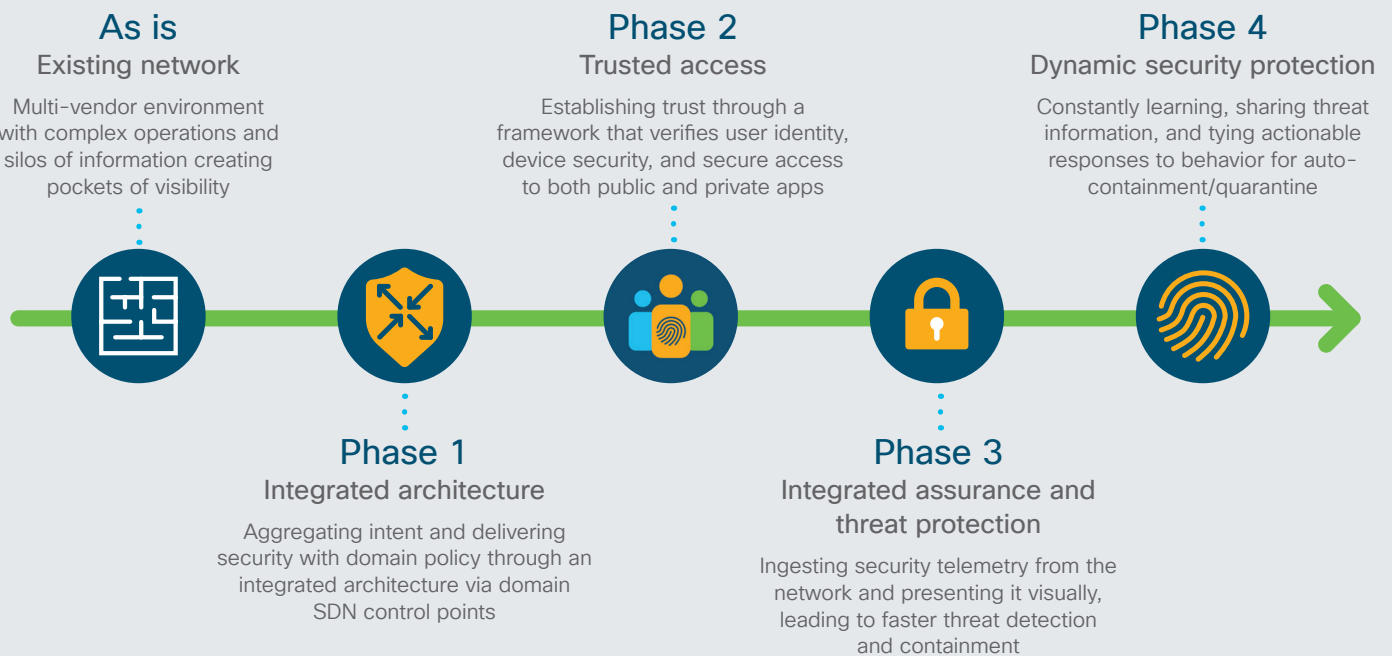 As is
Existing network
Multi-vendor environment
with complex operations and
silos of information creating
pockets of visibility
Phase 1
Integrated architecture
Aggregating intent and delivering
security with domain policy through an
integrated architecture via domain
SDN control points
Phase 2
Trusted access
Establishing trust through a
framework that verifies user identity,
device security, and secure access
to both public and private apps
Phase 3
Integrated assurance and
threat protection
Ingesting security telemetry from the
network and presenting it visually,
leading to faster threat detection
and containment
Phase 4
Dynamic security protection
Constantly learning, sharing threat
information, and tying actionable
responses to behavior for auto-
containment/quarantine